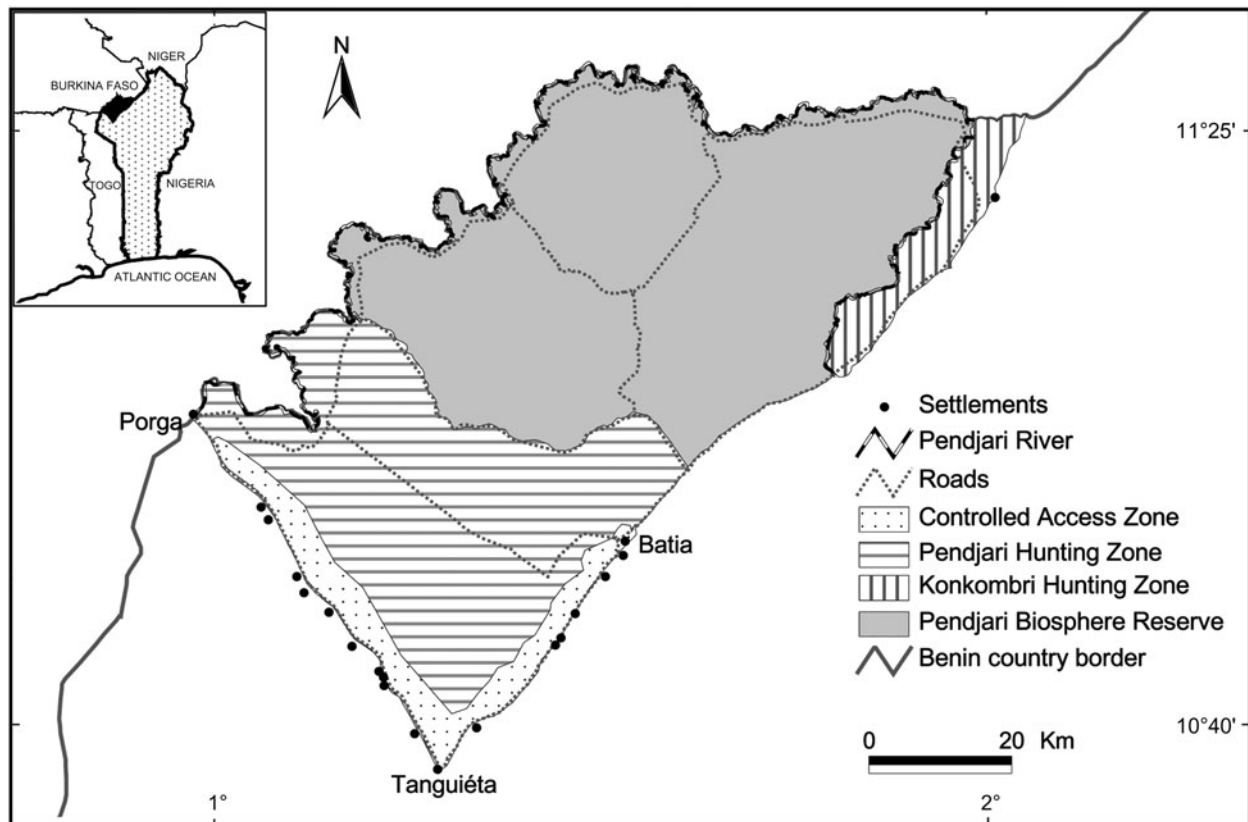 NIGER
BURKINA FASO
TOGO
NIGERIA
ATLANTIC OCEAN
N
11°25'
Porga
Batia
Tanguiéta
Settlements
Pendjari River
Roads
Controlled Access Zone
Pendjari Hunting Zone
Konkombri Hunting Zone
Pendjari Biosphere Reserve
Benin country border
10°40'
0 20 Km
1° 2°